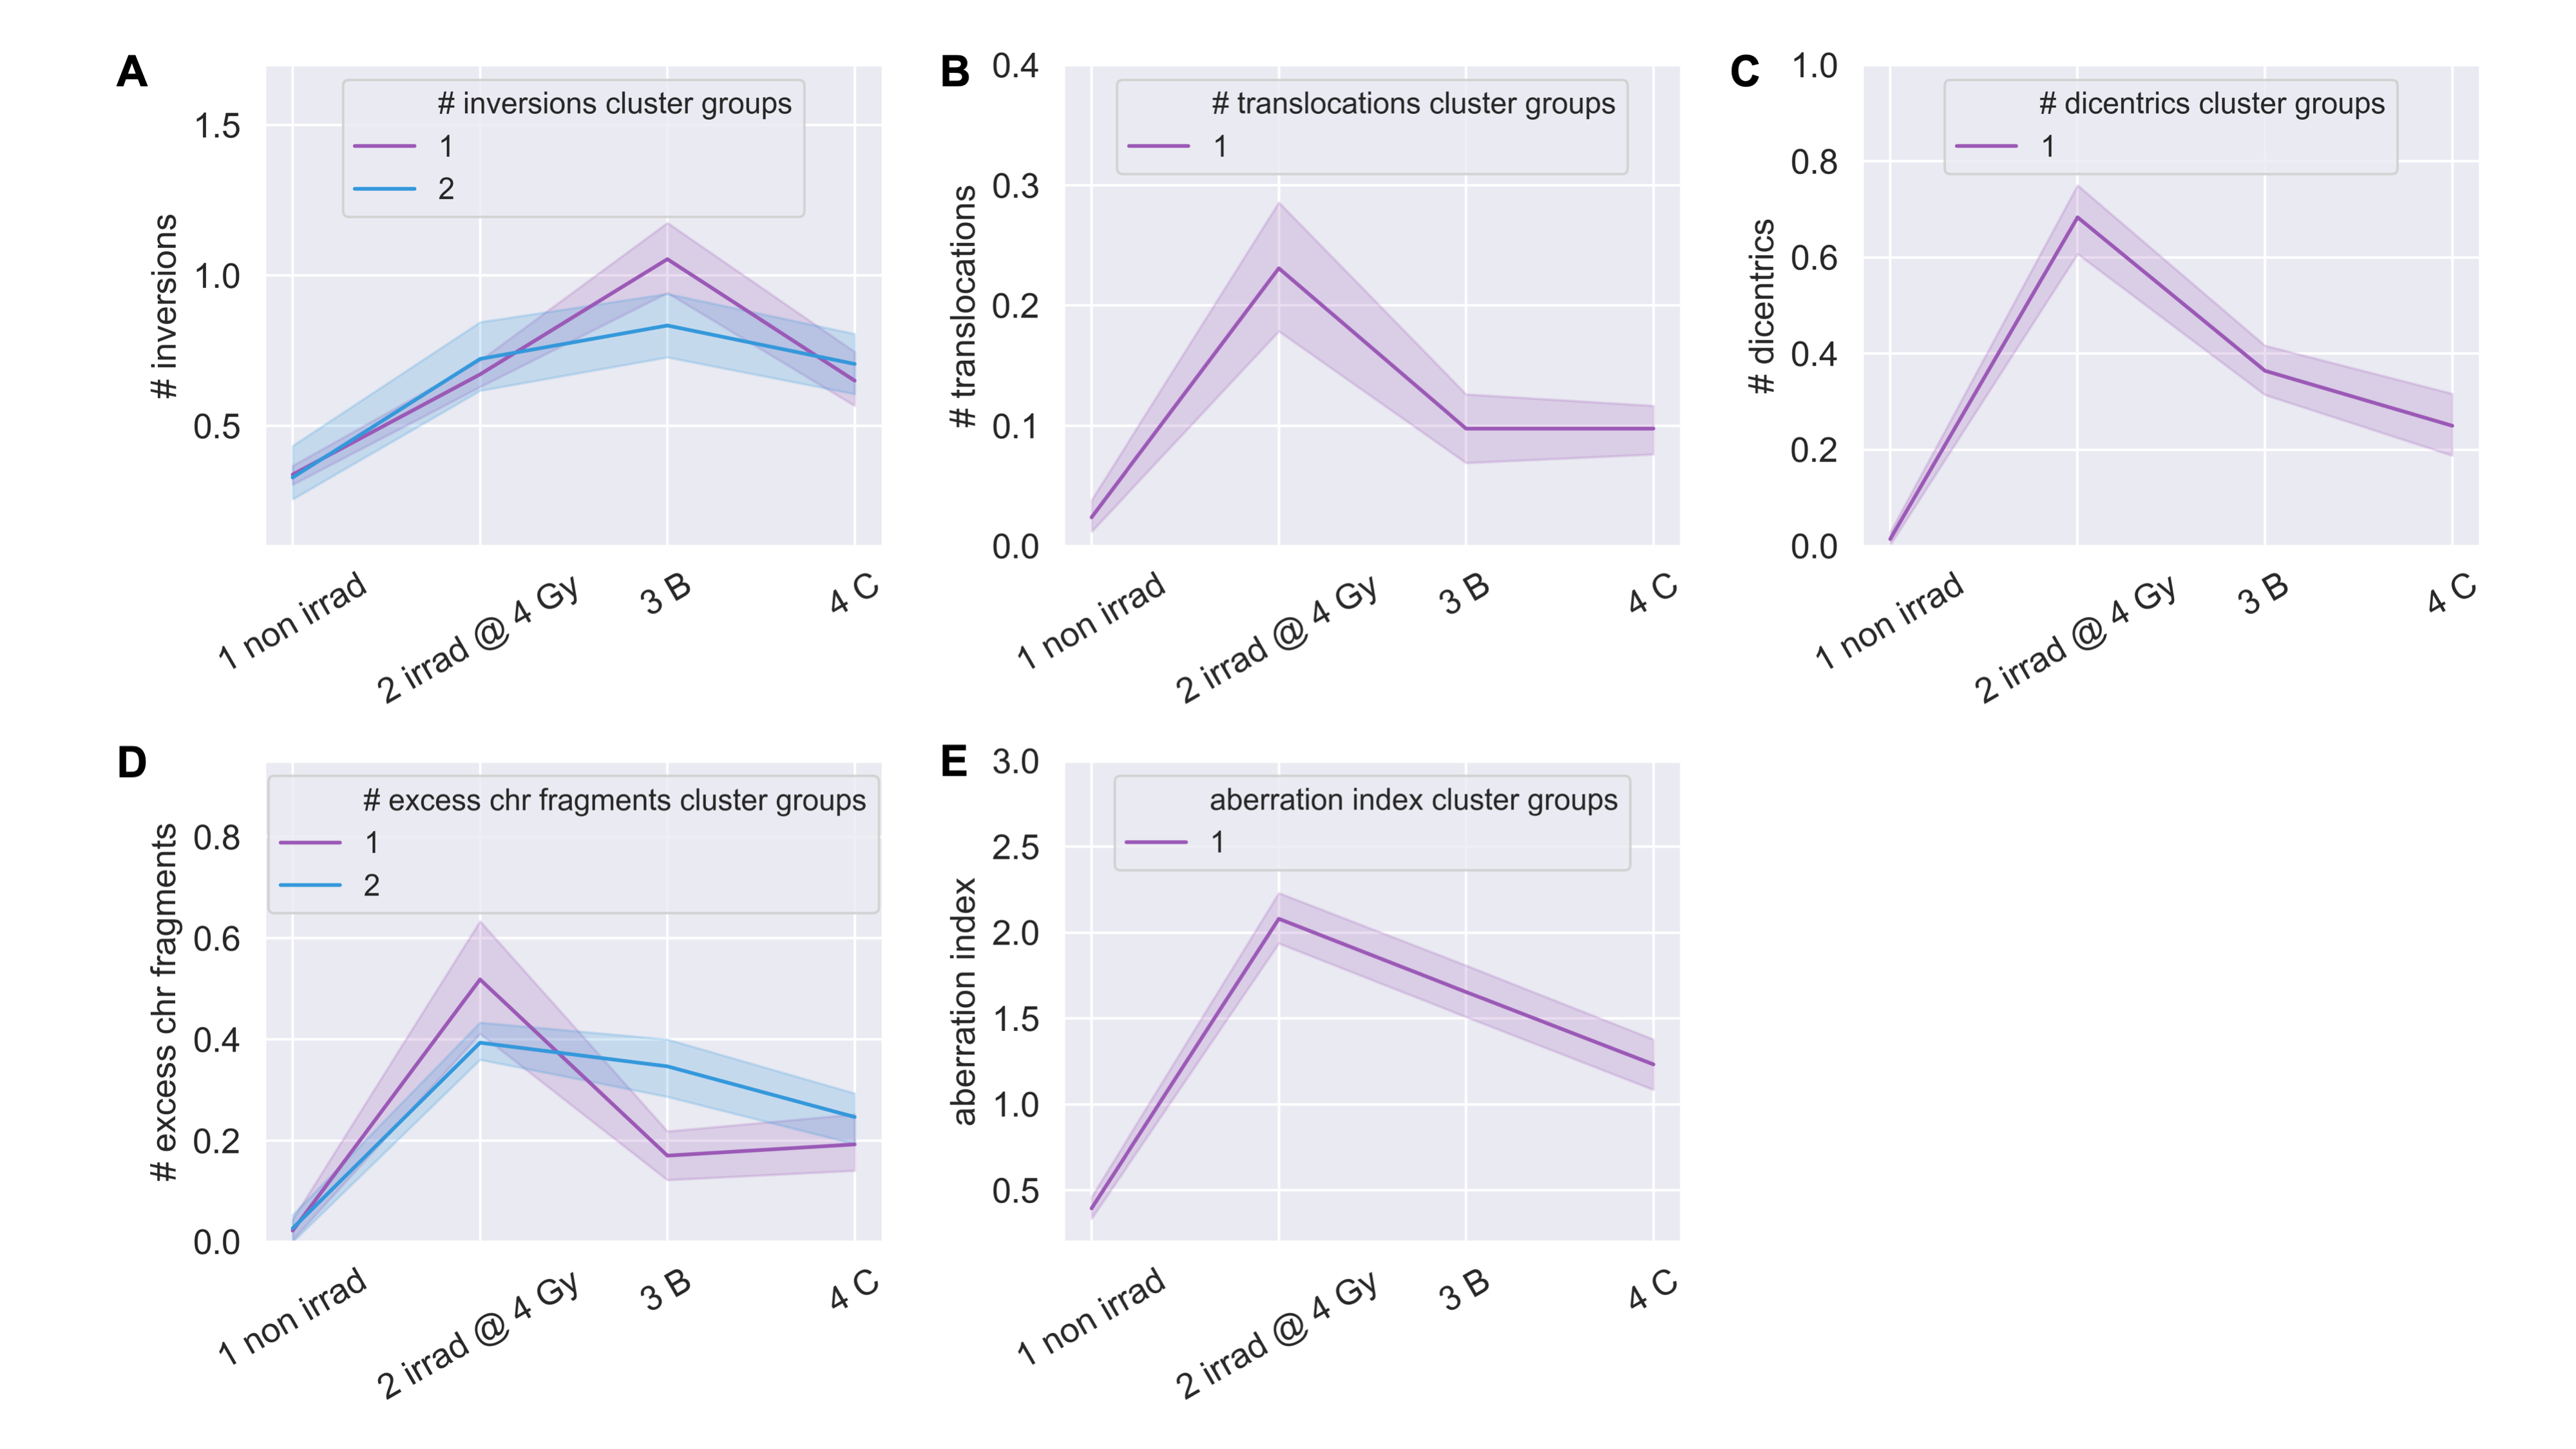 A
# inversions cluster groups
1
2
1.5
1.0
0.5
# inversions
1 non irrad
2 irrad @ 4 Gy
3 B
4 C
B
# translocations cluster groups
1
0.4
0.3
0.2
0.1
0.0
# translocations
1 non irrad
2 irrad @ 4 Gy
3 B
4 C
C
# dicentrics cluster groups
1
1.0
0.8
0.6
0.4
0.2
0.0
# dicentrics
1 non irrad
2 irrad @ 4 Gy
3 B
4 C
D
# excess chr fragments cluster groups
1
2
0.8
0.6
0.4
0.2
0.0
# excess chr fragments
1 non irrad
2 irrad @ 4 Gy
3 B
4 C
E
aberration index cluster groups
1
3.0
2.5
2.0
1.5
1.0
0.5
aberration index
1 non irrad
2 irrad @ 4 Gy
3 B
4 C